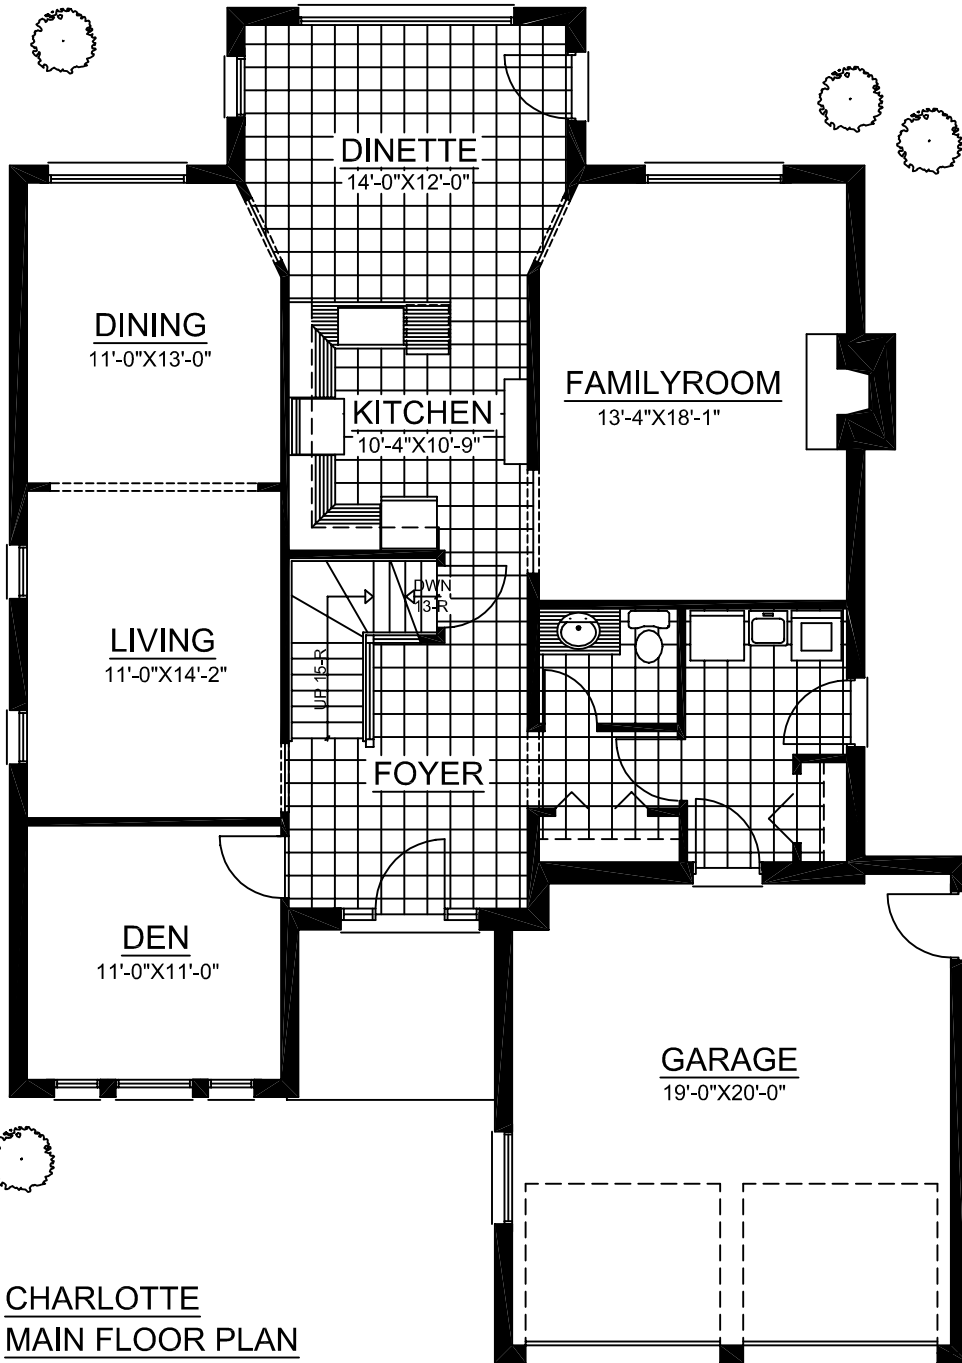 DINETTE
14'-0"X12'-0"
DINING
11'-0"X13'-0"
FAMILYROOM
13'-4"X18'-1"
KITCHEN
10'-4"X10'-9"
DWN
13-R
UP 15-R
LIVING
11'-0"X14'-2"
FOYER
DEN
11'-0"X11'-0"
GARAGE
19'-0"X20'-0"
CHARLOTTE
MAIN FLOOR PLAN